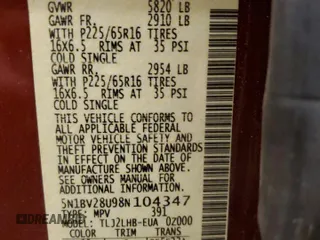 GVWR 5820 LB
GAWR FR. 2910 LB
WITH P225/65R16 TIRES
16X6.5 RIMS AT 35 PSI
COLD SINGLE
GAWR RR. 2954 LB
WITH P225/65R16 TIRES
16X6.5 RIMS AT 35 PSI
COLD SINGLE
THIS VEHICLE CONFORMS
TO ALL APPLICABLE FEDERAL
MOTOR VEHICLE SAFETY AND
THEFT PREVENTION STANDARDS
IN EFFECT ON THE DATE OF
MANUFACTURE SHOWN ABOVE.
SEE OWNERS MANUAL FOR
ADDITIONAL INFORMATION.
5N1BV28U98N104347
TYPE: MPV 391
MODEL: TLJ2LHB-EUA 02000
COLOR TRIM TRANS